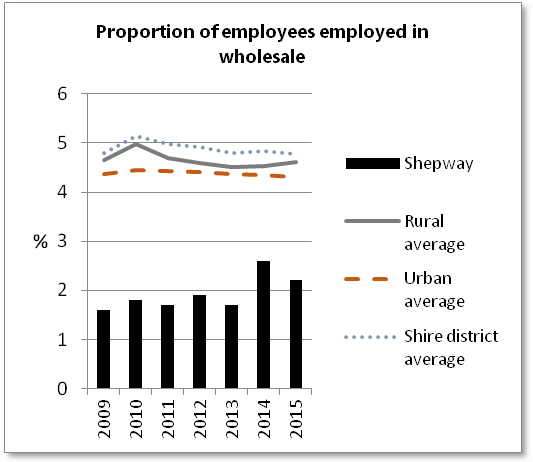 Proportion of employees employed in
wholesale
6
5
4
3
2
1
0
%
2009
2010
2011
2012
2013
2014
2015
Shepway
Rural
average
Urban
average
Shire district
average